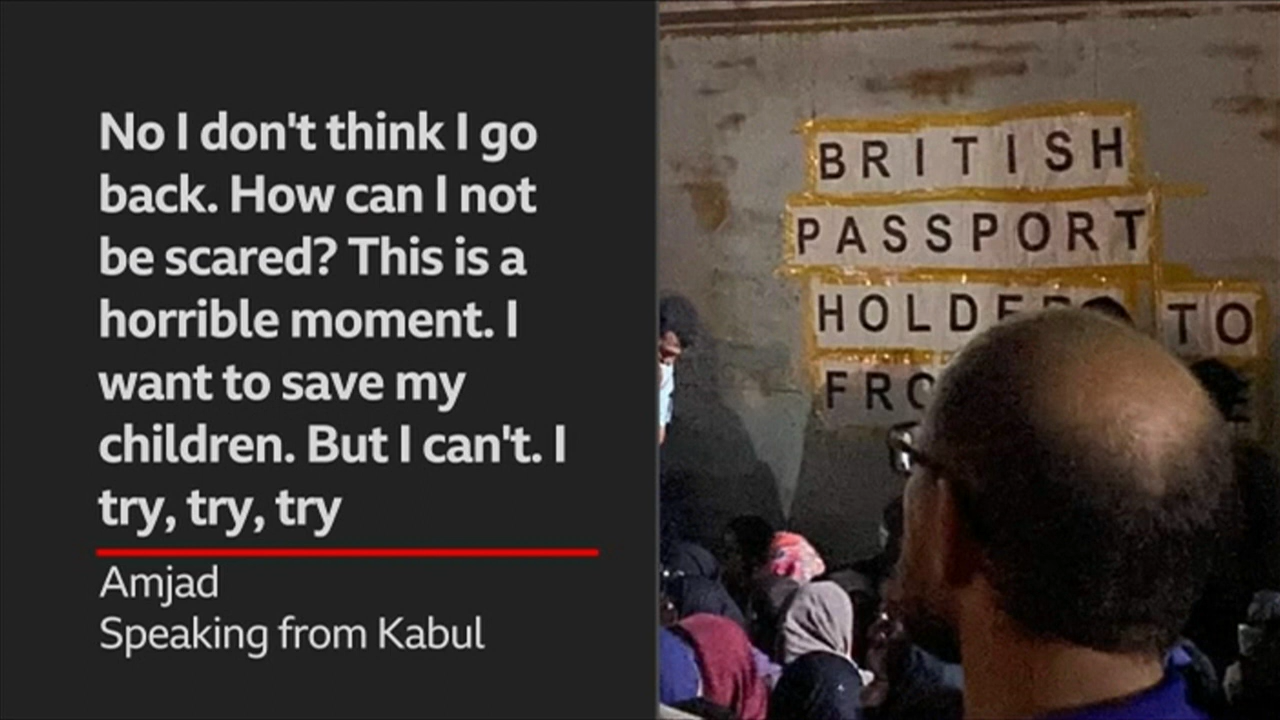 No I don't think I go
back. How can I not
be scared? This is a
horrible moment. I
want to save my
children. But I can't. I
try, try, try
Amjad
Speaking from Kabul
BRITISH
PASSPORT
TO